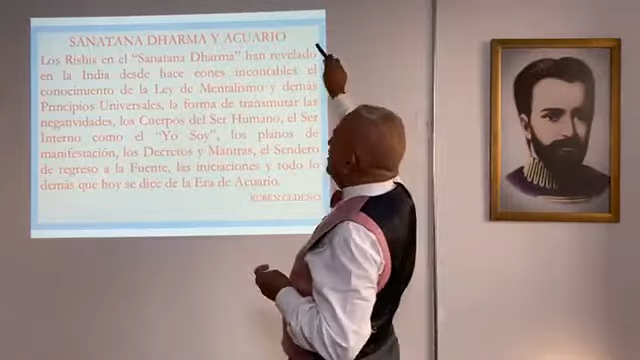 SANATANA DHARMA Y ACUARIO
Los Rishis en el “Sanatana Dharma” han revelado
en la India desde hace eones incontables el
conocimiento de la Ley de Mentalismo y demás
Principios Universales, la forma de transmutar las
negatividades, los Cuerpos del Ser Humano, el Ser
Interno como el “Yo Soy”, los planos de
manifestación, los Decretos y Mantras, el Sendero
de regreso a la Fuente, las iniciaciones y todo lo
demás que hoy se dice de la Era de Acuario.
RUBÉN CEDEÑO